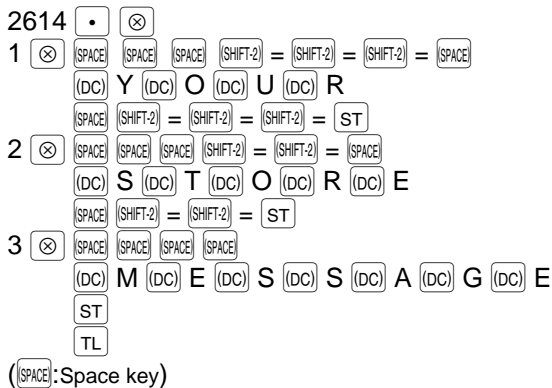 2614 • ⊗
1 ⊗ (SPACE) (SPACE) (SPACE) (SHIFT-2) = (SHIFT-2) = (SHIFT-2) = (SPACE)
(DC) Y (DC) O (DC) U (DC) R
(SPACE) (SHIFT-2) = (SHIFT-2) = (SHIFT-2) = ST
2 ⊗ (SPACE) (SPACE) (SPACE) (SHIFT-2) = (SHIFT-2) = (SPACE)
(DC) S (DC) T (DC) O (DC) R (DC) E
(SPACE) (SHIFT-2) = (SHIFT-2) = ST
3 ⊗ (SPACE) (SPACE) (SPACE) (SPACE)
(DC) M (DC) E (DC) S (DC) S (DC) A (DC) G (DC) E
ST
TL
((SPACE):Space key)